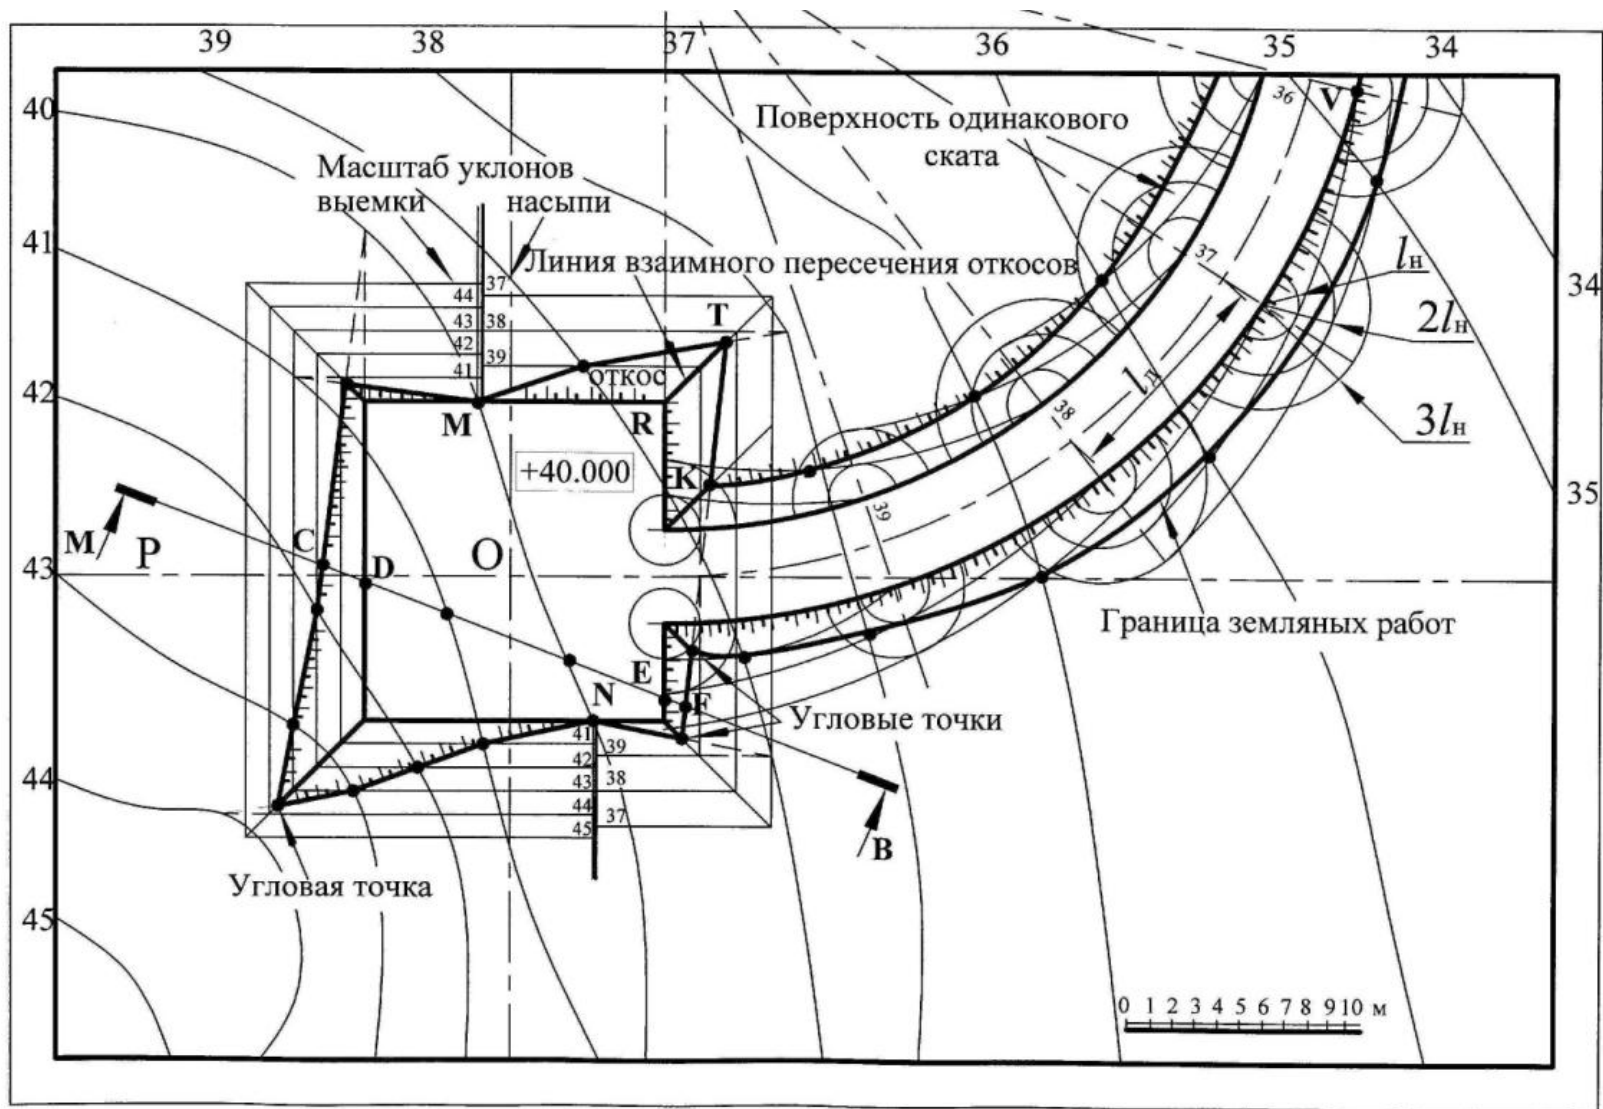 39 38 37 36 35 34
40
Поверхность одинакового
ската
36
V
Масштаб уклонов
выемки насыпи
41
Линия взаимного пересечения откосов
37
lн
34
44 37
43 38
42 39
41
T
2lн
откос
lд
42
M
R
38
3lн
+40.000
K
39
35
M
P
C
D
O
43
Граница земляных работ
E
F
N
Угловые точки
41 39
42
43 38
44
45 37
44
B
Угловая точка
45
0 1 2 3 4 5 6 7 8 9 10 м